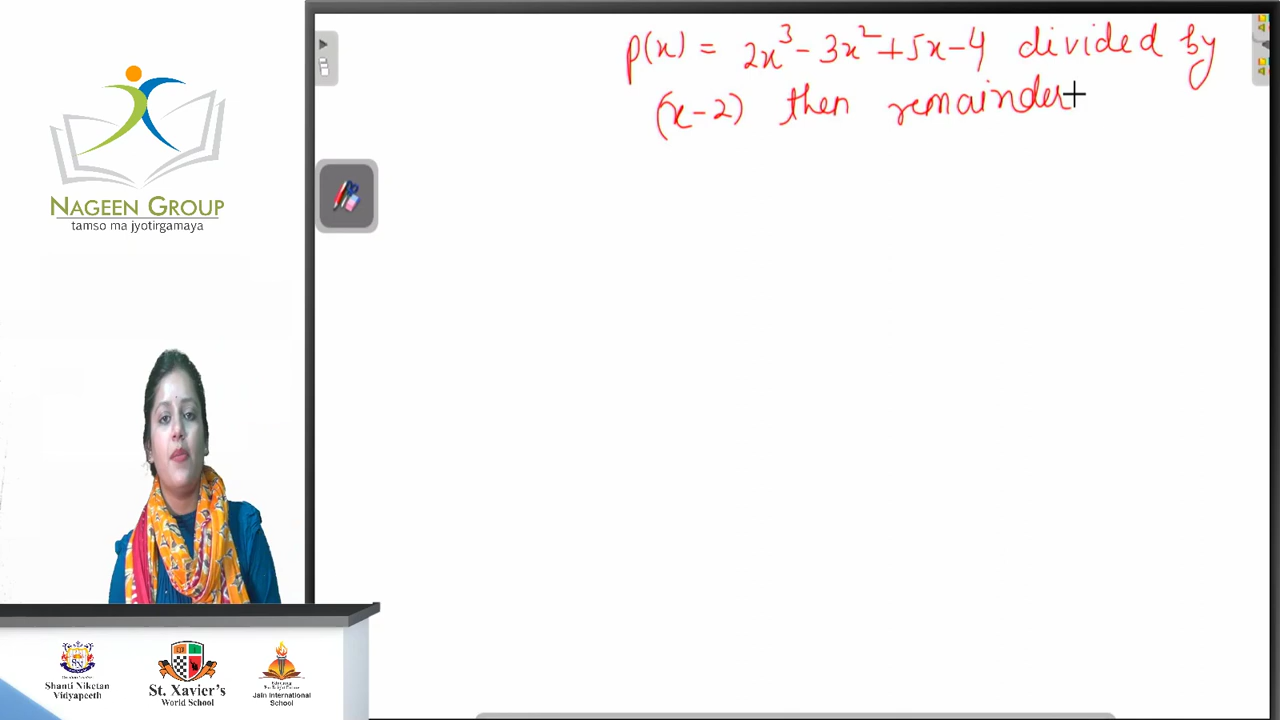 p(x) = 2x³ - 3x² + 5x - 4 divided by
(x-2) then remainder
NAGEEN GROUP
tamso ma jyotirgamaya
Shanti Niketan
Vidyapeeth
St. Xavier's
World School
Jain International
School